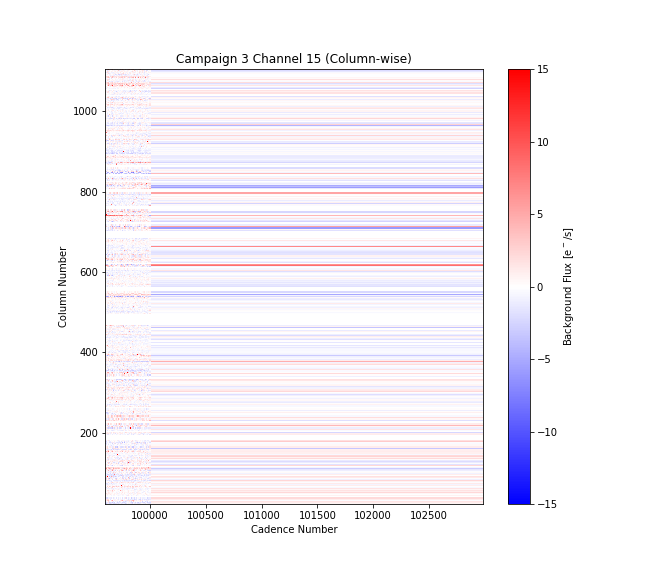 Campaign 3 Channel 15 (Column-wise)
1000
800
600
400
200
Column Number
100000 100500 101000 101500 102000 102500
Cadence Number
15
10
5
0
−5
−10
−15
Background Flux [e⁻/s]